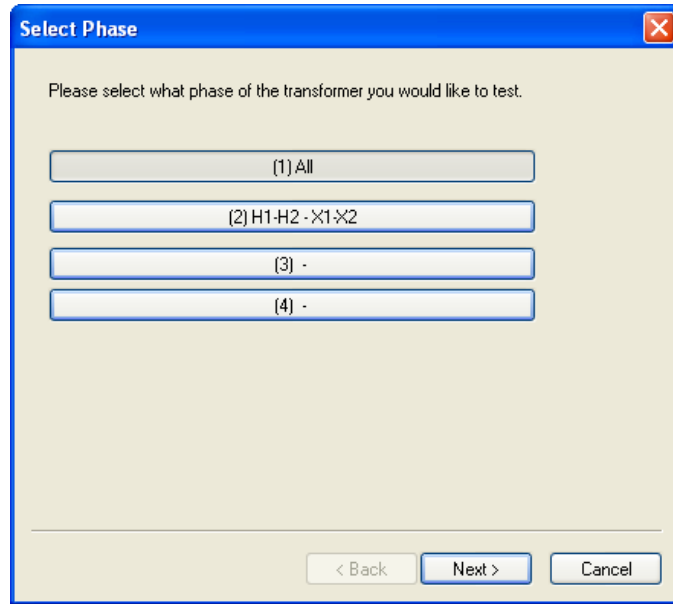 Select Phase
Please select what phase of the transformer you would like to test.
(1) All
(2) H1-H2 - X1-X2
(3) -
(4) -
< Back Next > Cancel